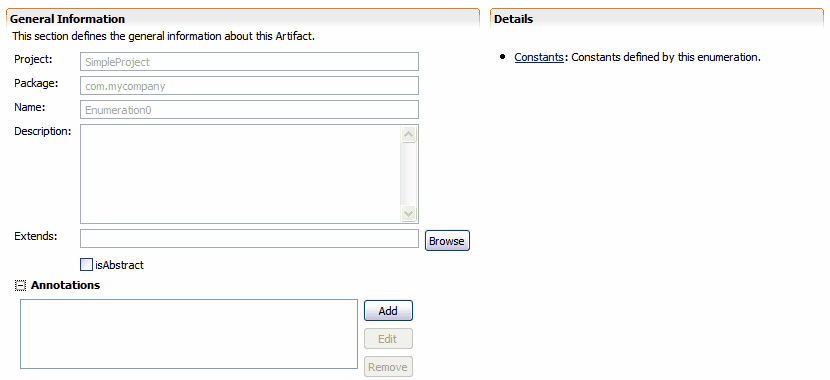 General Information
This section defines the general information about this Artifact.
Project: SimpleProject
Package: com.mycompany
Name: Enumeration0
Description:
Extends: Browse
isAbstract
Annotations
Add
Edit
Remove
Details
• Constants: Constants defined by this enumeration.